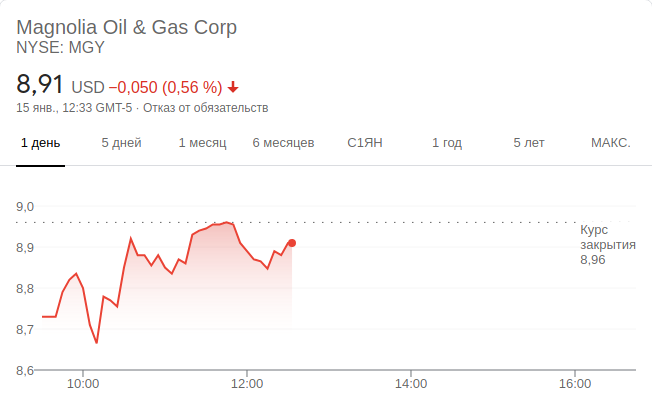 Magnolia Oil & Gas Corp
NYSE: MGY
8,91 USD −0,050 (0,56 %) ↓
15 янв., 12:33 GMT-5 · Отказ от обязательств
1 день 5 дней 1 месяц 6 месяцев С1ЯН 1 год 5 лет МАКС.
9,0
8,9
8,8
8,7
8,6
Курс
закрытия
8,96
10:00 12:00 14:00 16:00